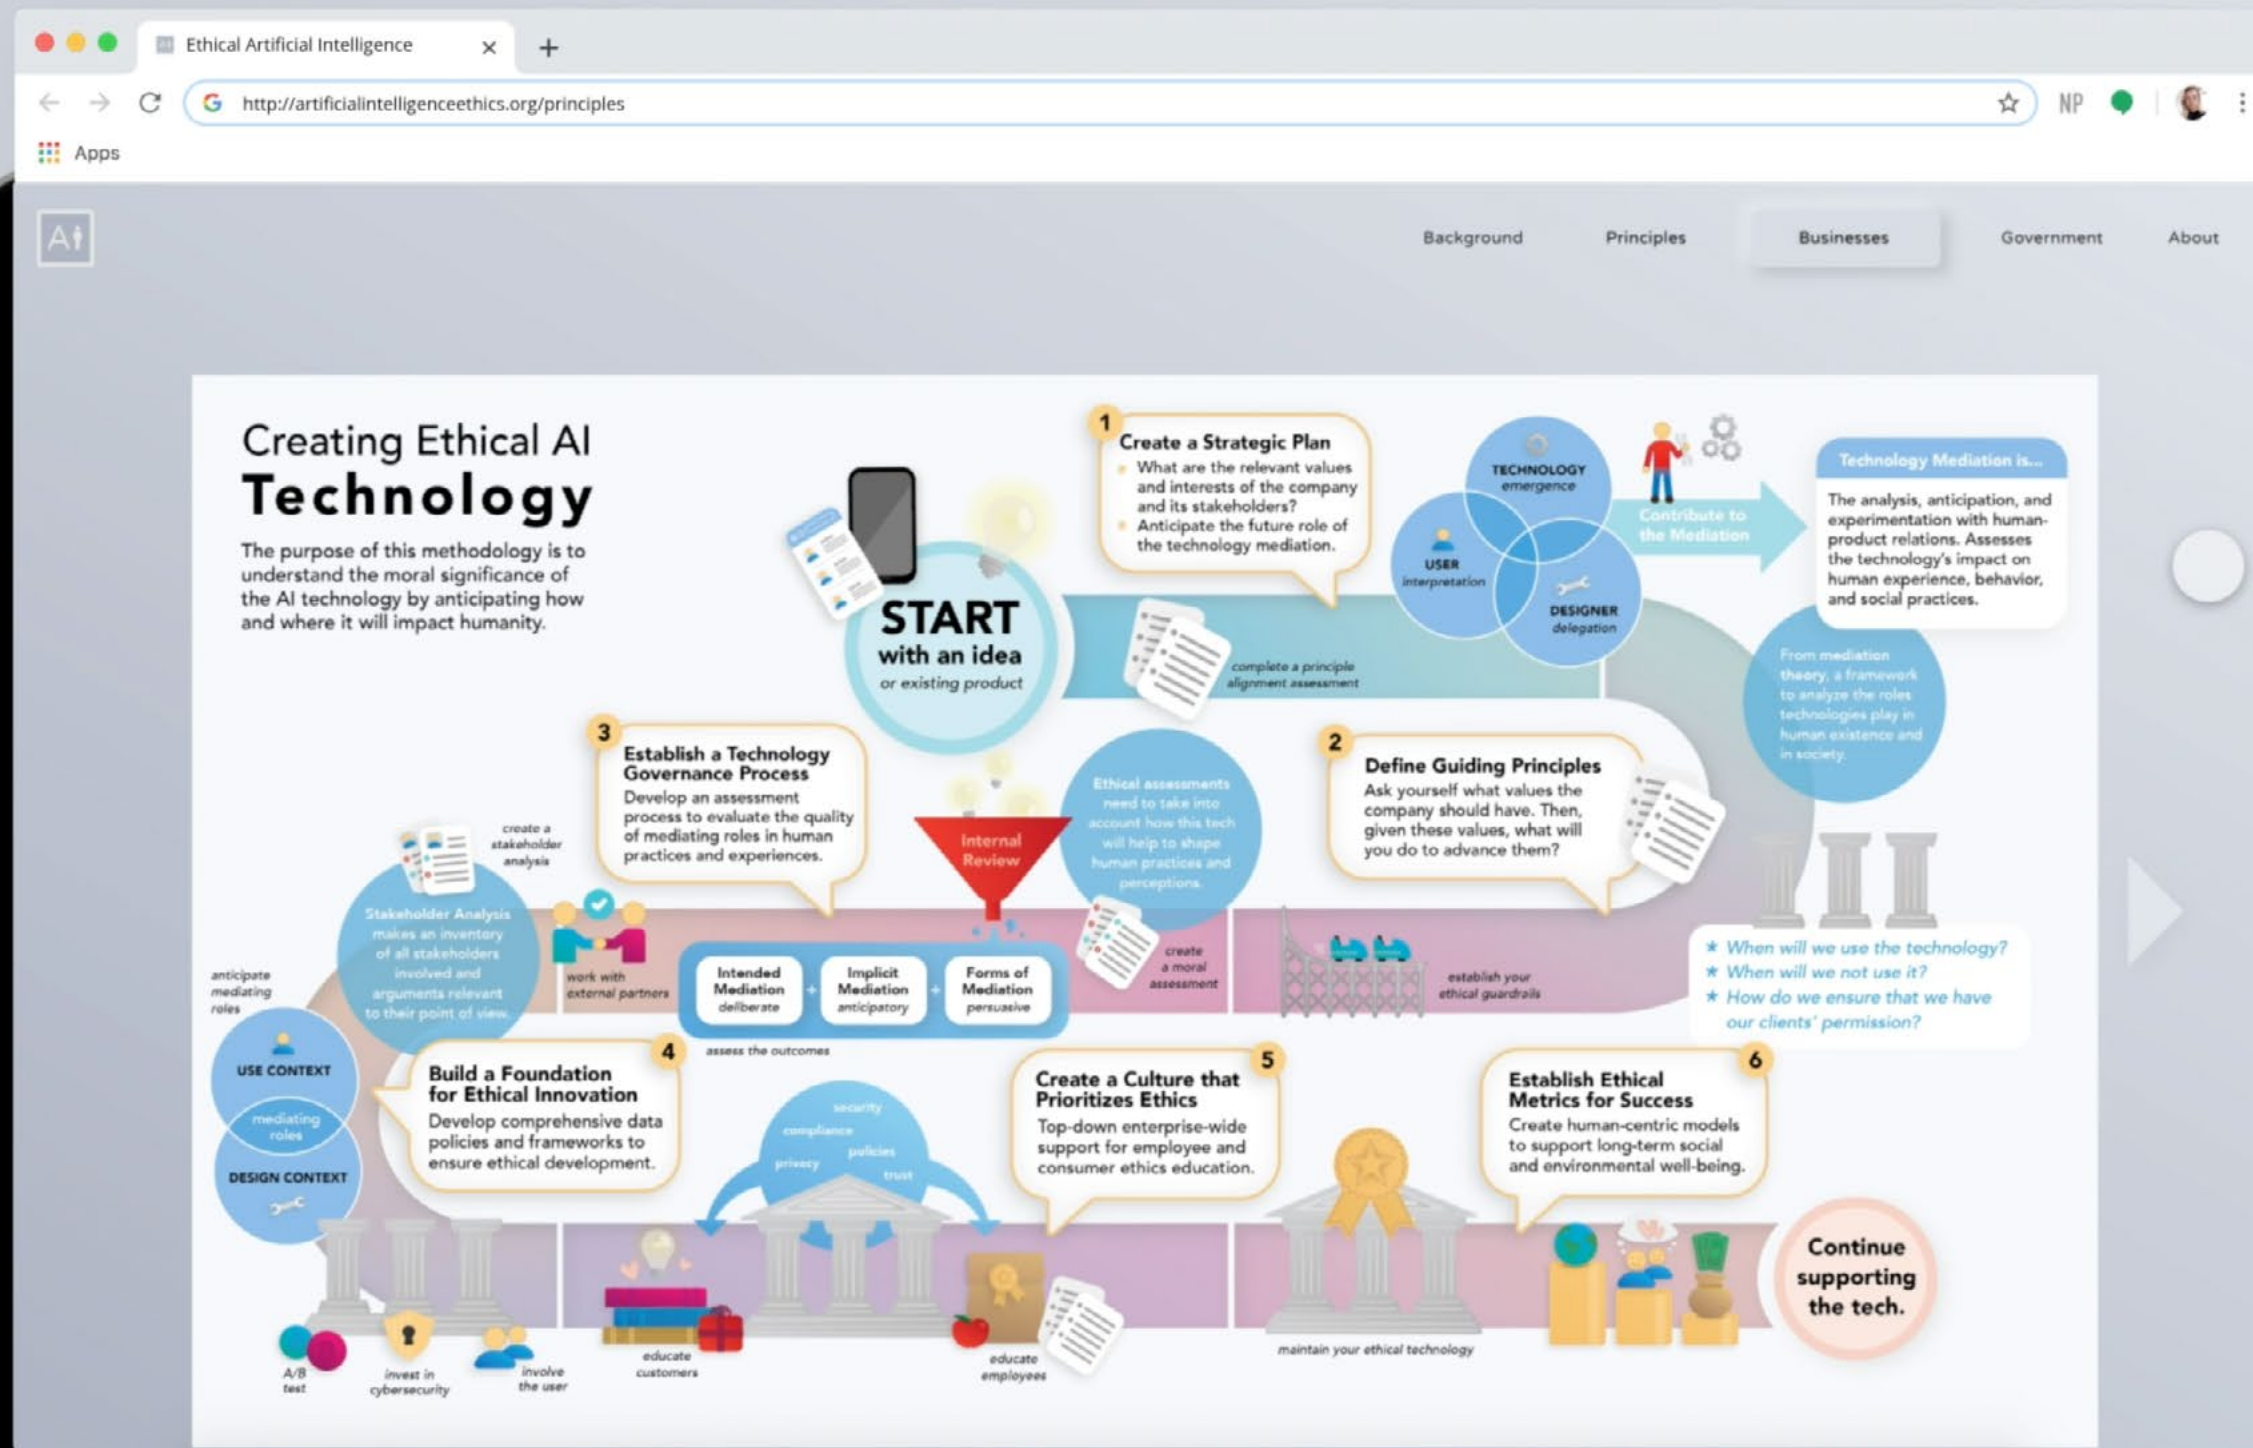 Ethical Artificial Intelligence
http://artificialintelligenceethics.org/principles
NP
Apps
Ai
Background
Principles
Businesses
Government
About
Creating Ethical AI
Technology
The purpose of this methodology is to
understand the moral significance of
the AI technology by anticipating how
and where it will impact humanity.
START
with an idea
or existing product
1
Create a Strategic Plan
What are the relevant values
and interests of the company
and its stakeholders?
Anticipate the future role of
the technology mediation.
complete a principle
alignment assessment
TECHNOLOGY
emergence
USER
interpretation
DESIGNER
delegation
Contribute to
the Mediation
Technology Mediation is...
The analysis, anticipation, and
experimentation with human-
product relations. Assesses
the technology's impact on
human experience, behavior,
and social practices.
From mediation
theory, a framework
to analyze the roles
technologies play in
human existence and
in society.
2
Define Guiding Principles
Ask yourself what values the
company should have. Then,
given these values, what will
you do to advance them?
★ When will we use the technology?
★ When will we not use it?
★ How do we ensure that we have
our clients' permission?
establish your
ethical guardrails
Ethical assessments
need to take into
account how this tech
will help to shape
human practices and
perceptions.
create
a moral
assessment
Internal
Review
3
Establish a Technology
Governance Process
Develop an assessment
process to evaluate the quality
of mediating roles in human
practices and experiences.
Intended
Mediation
deliberate
+
Implicit
Mediation
anticipatory
+
Forms of
Mediation
persuasive
assess the outcomes
work with
external partners
create a
stakeholder
analysis
Stakeholder Analysis
makes an inventory
of all stakeholders
involved and
arguments relevant
to their point of view.
anticipate
mediating
roles
USE CONTEXT
mediating
roles
DESIGN CONTEXT
4
Build a Foundation
for Ethical Innovation
Develop comprehensive data
policies and frameworks to
ensure ethical development.
A/B
test
invest in
cybersecurity
involve
the user
security
compliance
policies
privacy
trust
educate
customers
educate
employees
5
Create a Culture that
Prioritizes Ethics
Top-down enterprise-wide
support for employee and
consumer ethics education.
maintain your ethical technology
6
Establish Ethical
Metrics for Success
Create human-centric models
to support long-term social
and environmental well-being.
Continue
supporting
the tech.